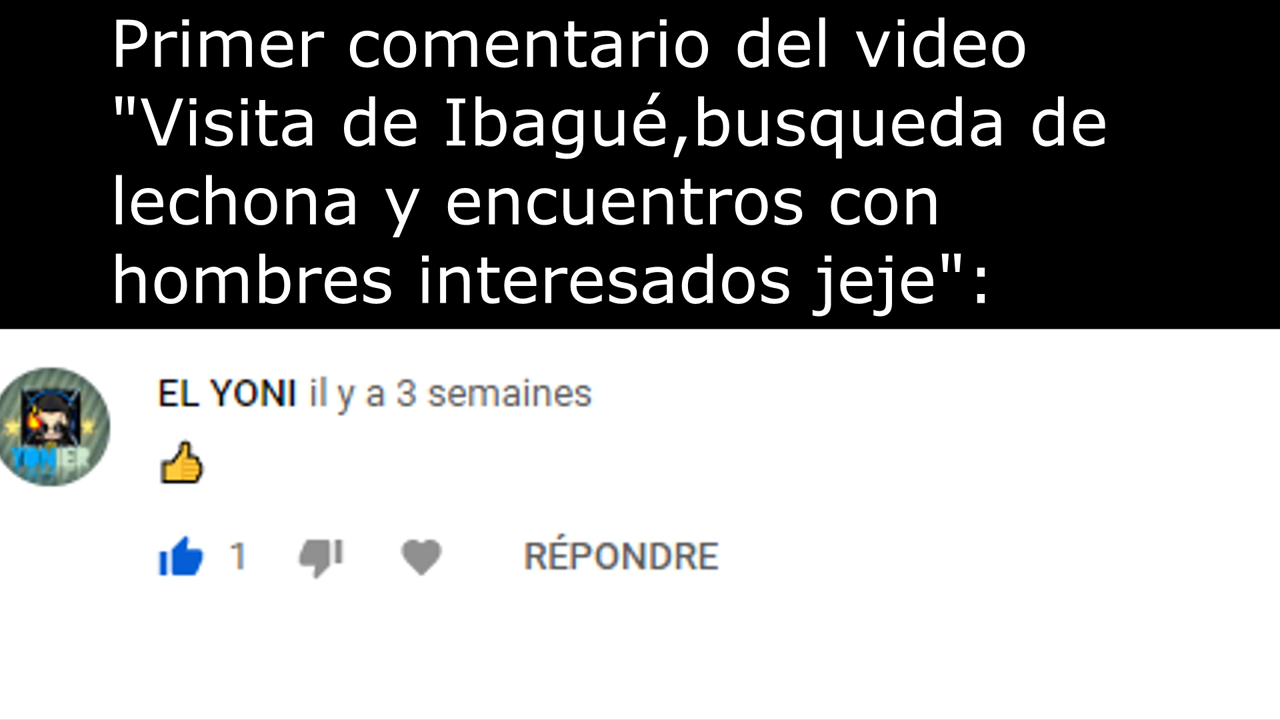 Primer comentario del video
"Visita de Ibagué,busqueda de
lechona y encuentros con
hombres interesados jeje":
EL YONI il y a 3 semaines
👍
1 RÉPONDRE
YONIER